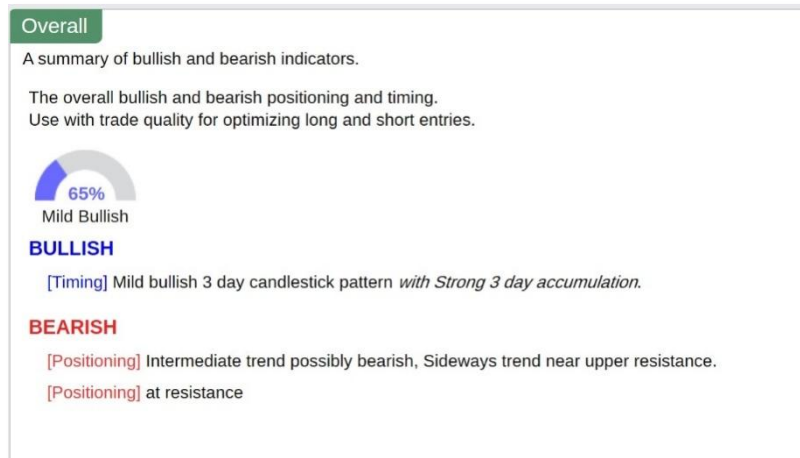 Overall
A summary of bullish and bearish indicators.
The overall bullish and bearish positioning and timing.
Use with trade quality for optimizing long and short entries.
65%
Mild Bullish
BULLISH
[Timing] Mild bullish 3 day candlestick pattern with Strong 3 day accumulation.
BEARISH
[Positioning] Intermediate trend possibly bearish, Sideways trend near upper resistance.
[Positioning] at resistance